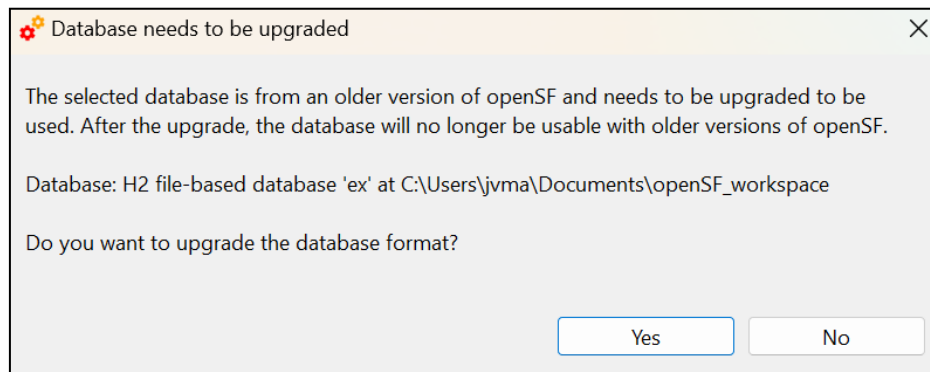 Database needs to be upgraded
The selected database is from an older version of openSF and needs to be upgraded to be
used. After the upgrade, the database will no longer be usable with older versions of openSF.
Database: H2 file-based database 'ex' at C:\Users\jvma\Documents\openSF_workspace
Do you want to upgrade the database format?
Yes
No